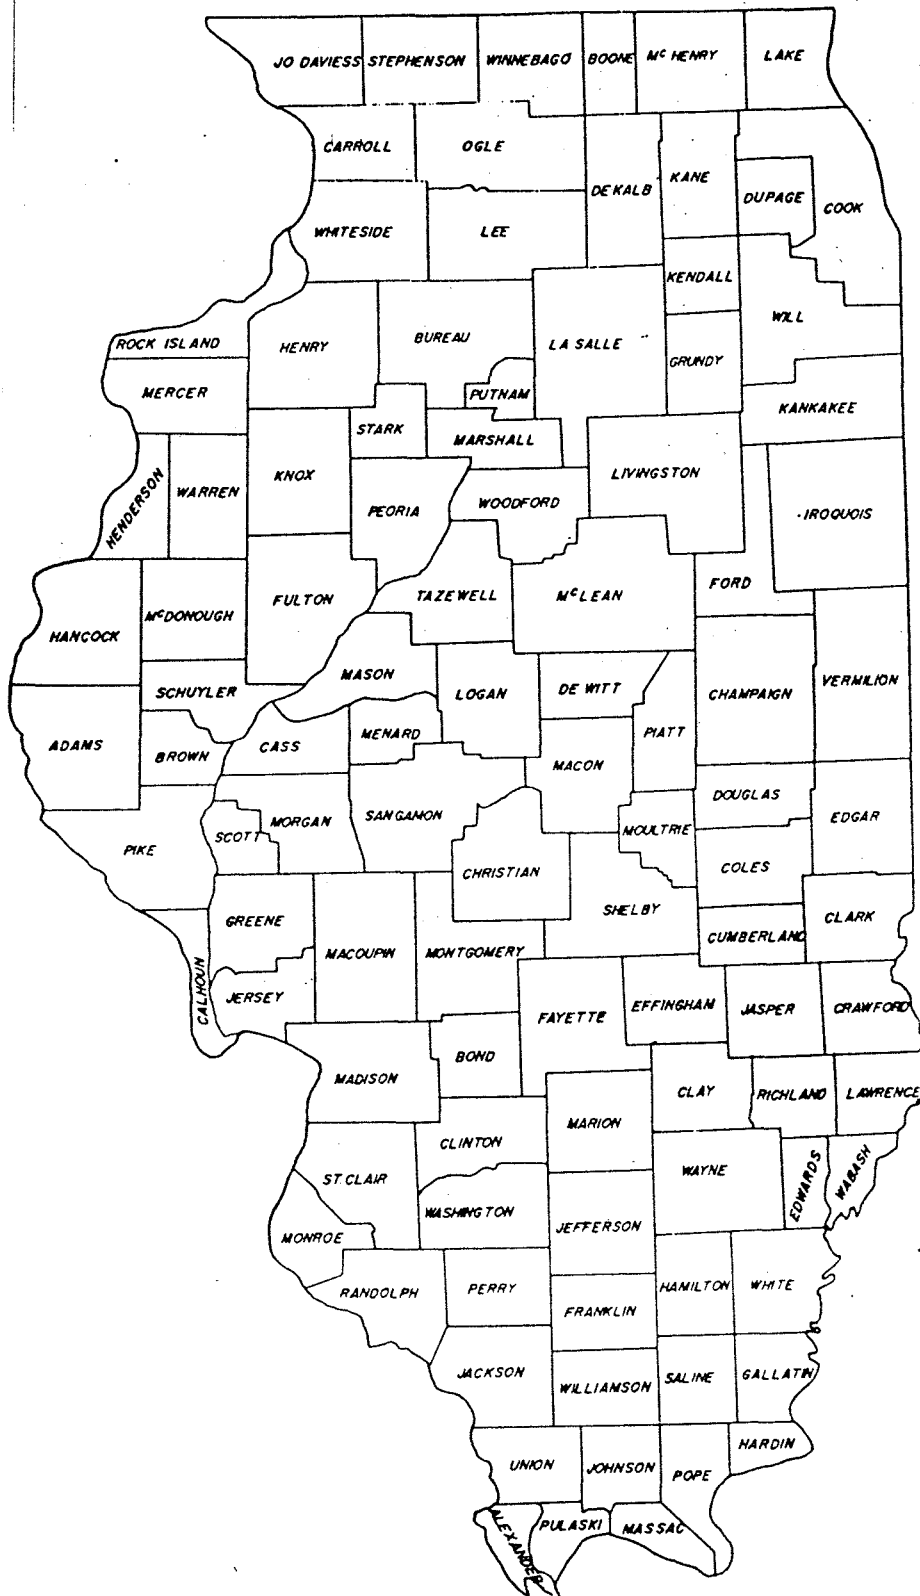 JO DAVIESS
STEPHENSON
WINNEBAGO
BOONE
McHENRY
LAKE
CARROLL
OGLE
DEKALB
KANE
DUPAGE
COOK
WHITESIDE
LEE
KENDALL
ROCK ISLAND
HENRY
BUREAU
LA SALLE
GRUNDY
WILL
MERCER
PUTNAM
KANKAKEE
STARK
MARSHALL
HENDERSON
WARREN
KNOX
PEORIA
WOODFORD
LIVINGSTON
IROQUOIS
HANCOCK
McDONOUGH
FULTON
TAZEWELL
McLEAN
FORD
SCHUYLER
MASON
LOGAN
DE WITT
CHAMPAIGN
VERMILION
ADAMS
BROWN
CASS
MENARD
MACON
PIATT
PIKE
SCOTT
MORGAN
SANGAMON
MOULTRIE
DOUGLAS
EDGAR
CHRISTIAN
COLES
GREENE
MACOUPIN
MONTGOMERY
SHELBY
CUMBERLAND
CLARK
CALHOUN
JERSEY
FAYETTE
EFFINGHAM
JASPER
CRAWFORD
MADISON
BOND
CLAY
RICHLAND
LAWRENCE
CLINTON
MARION
WAYNE
EDWARDS
WABASH
ST. CLAIR
WASHINGTON
JEFFERSON
MONROE
RANDOLPH
PERRY
FRANKLIN
HAMILTON
WHITE
JACKSON
WILLIAMSON
SALINE
GALLATIN
UNION
JOHNSON
POPE
HARDIN
ALEXANDER
PULASKI
MASSAC